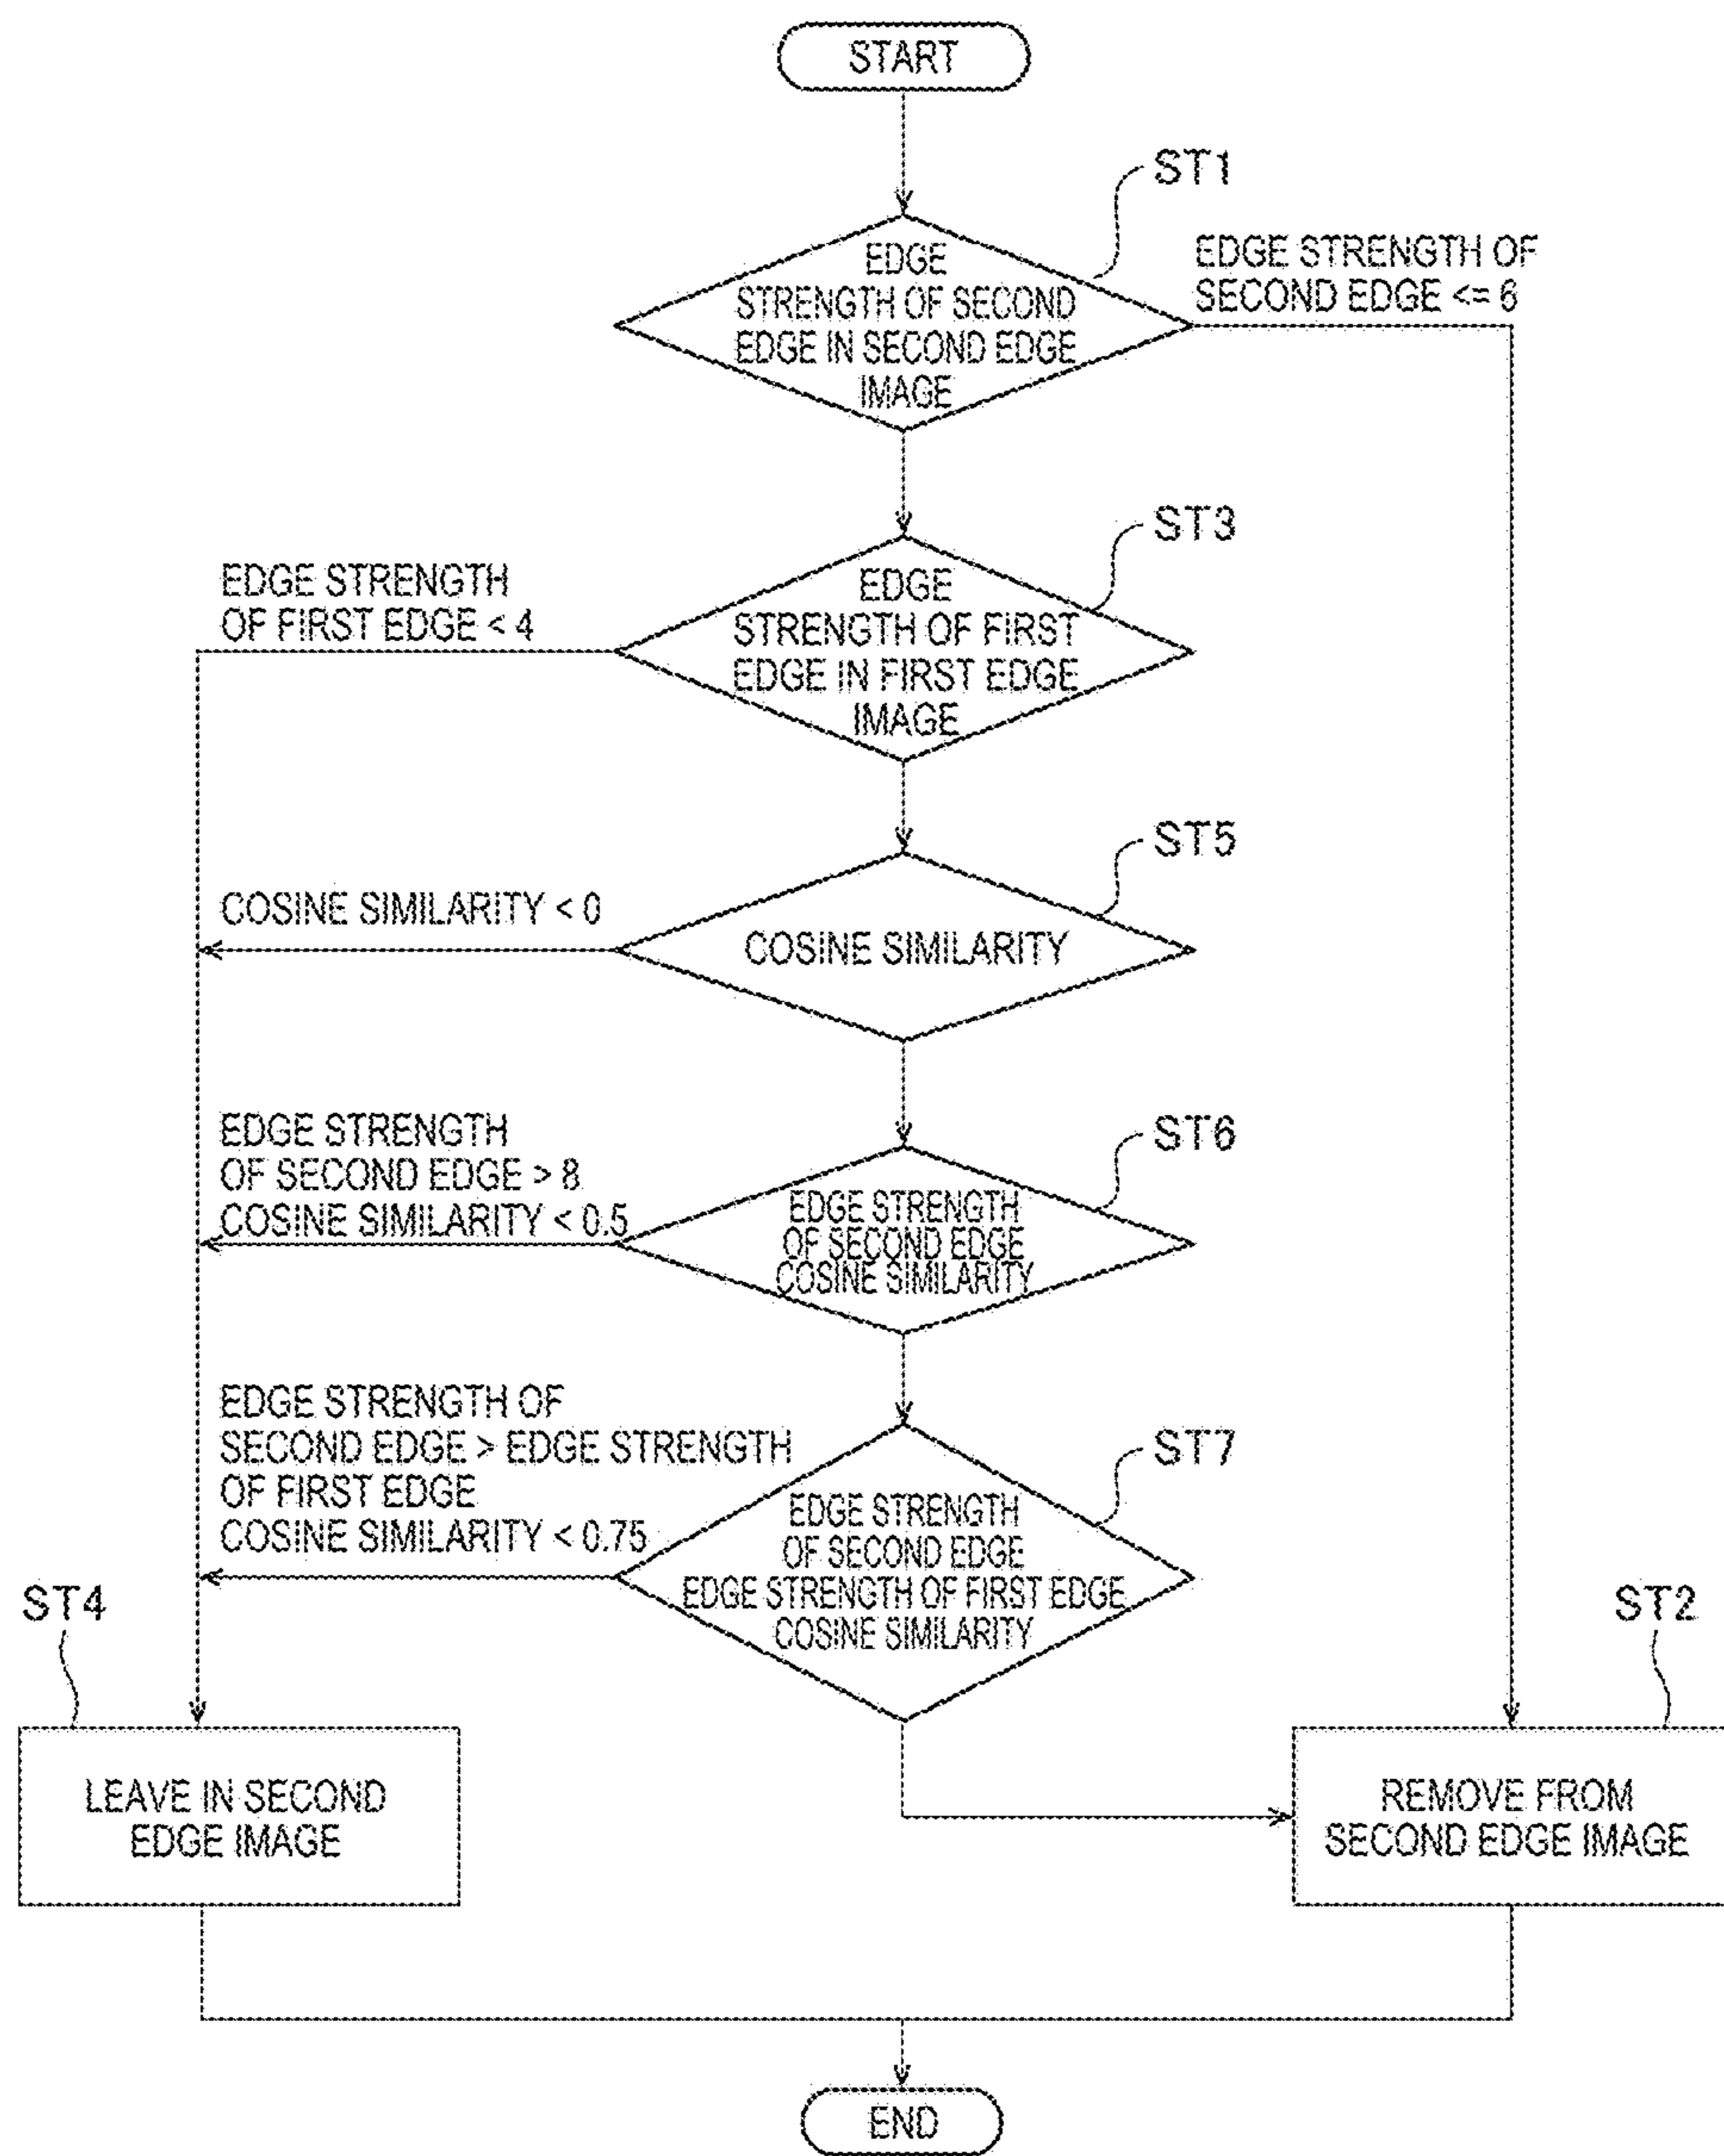 START
ST1
EDGE
STRENGTH OF SECOND
EDGE IN SECOND EDGE
IMAGE
EDGE STRENGTH OF
SECOND EDGE <= 6
ST3
EDGE
STRENGTH OF FIRST
EDGE IN FIRST EDGE
IMAGE
EDGE STRENGTH
OF FIRST EDGE < 4
ST5
COSINE SIMILARITY < 0
COSINE SIMILARITY
ST6
EDGE STRENGTH
OF SECOND EDGE > 8
COSINE SIMILARITY < 0.5
EDGE STRENGTH
OF SECOND EDGE
COSINE SIMILARITY
EDGE STRENGTH OF
SECOND EDGE > EDGE STRENGTH
OF FIRST EDGE
COSINE SIMILARITY < 0.75
ST7
EDGE STRENGTH
OF SECOND EDGE
EDGE STRENGTH OF FIRST EDGE
COSINE SIMILARITY
ST4
LEAVE IN SECOND
EDGE IMAGE
ST2
REMOVE FROM
SECOND EDGE IMAGE
END